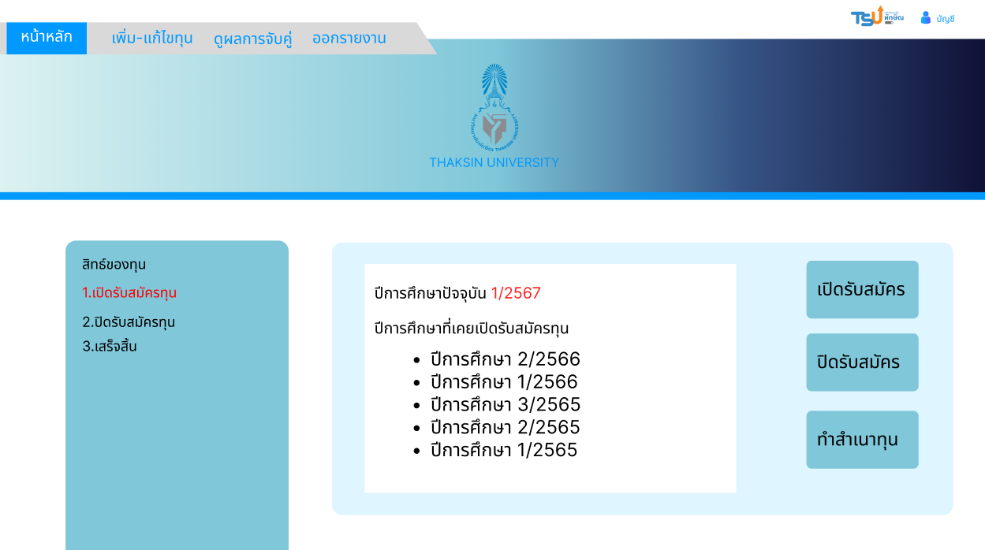 TSU ทักษิณ
บัญชี
หน้าหลัก
เพิ่ม-แก้ไขทุน
ดูผลการจับคู่
ออกรายงาน
THAKSIN UNIVERSITY
สิทธ์ของทุน
1.เปิดรับสมัครทุน
2.ปิดรับสมัครทุน
3.เสร็จสิ้น
ปีการศึกษาปัจจุบัน 1/2567
ปีการศึกษาที่เคยเปิดรับสมัครทุน
• ปีการศึกษา 2/2566
• ปีการศึกษา 1/2566
• ปีการศึกษา 3/2565
• ปีการศึกษา 2/2565
• ปีการศึกษา 1/2565
เปิดรับสมัคร
ปิดรับสมัคร
ทำสำเนาทุน